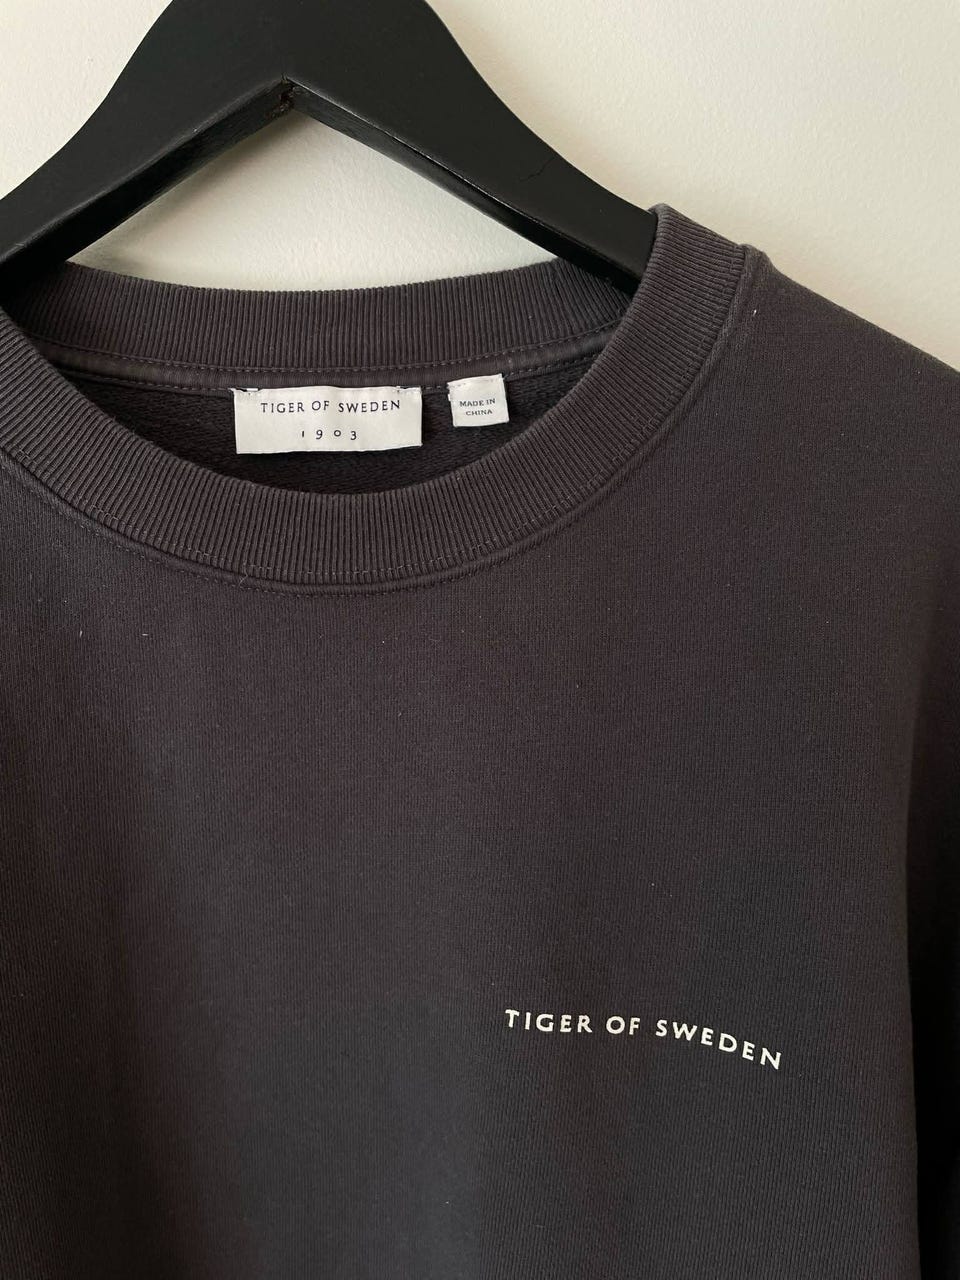 TIGER OF SWEDEN
1903
MADE IN
CHINA
TIGER OF SWEDEN